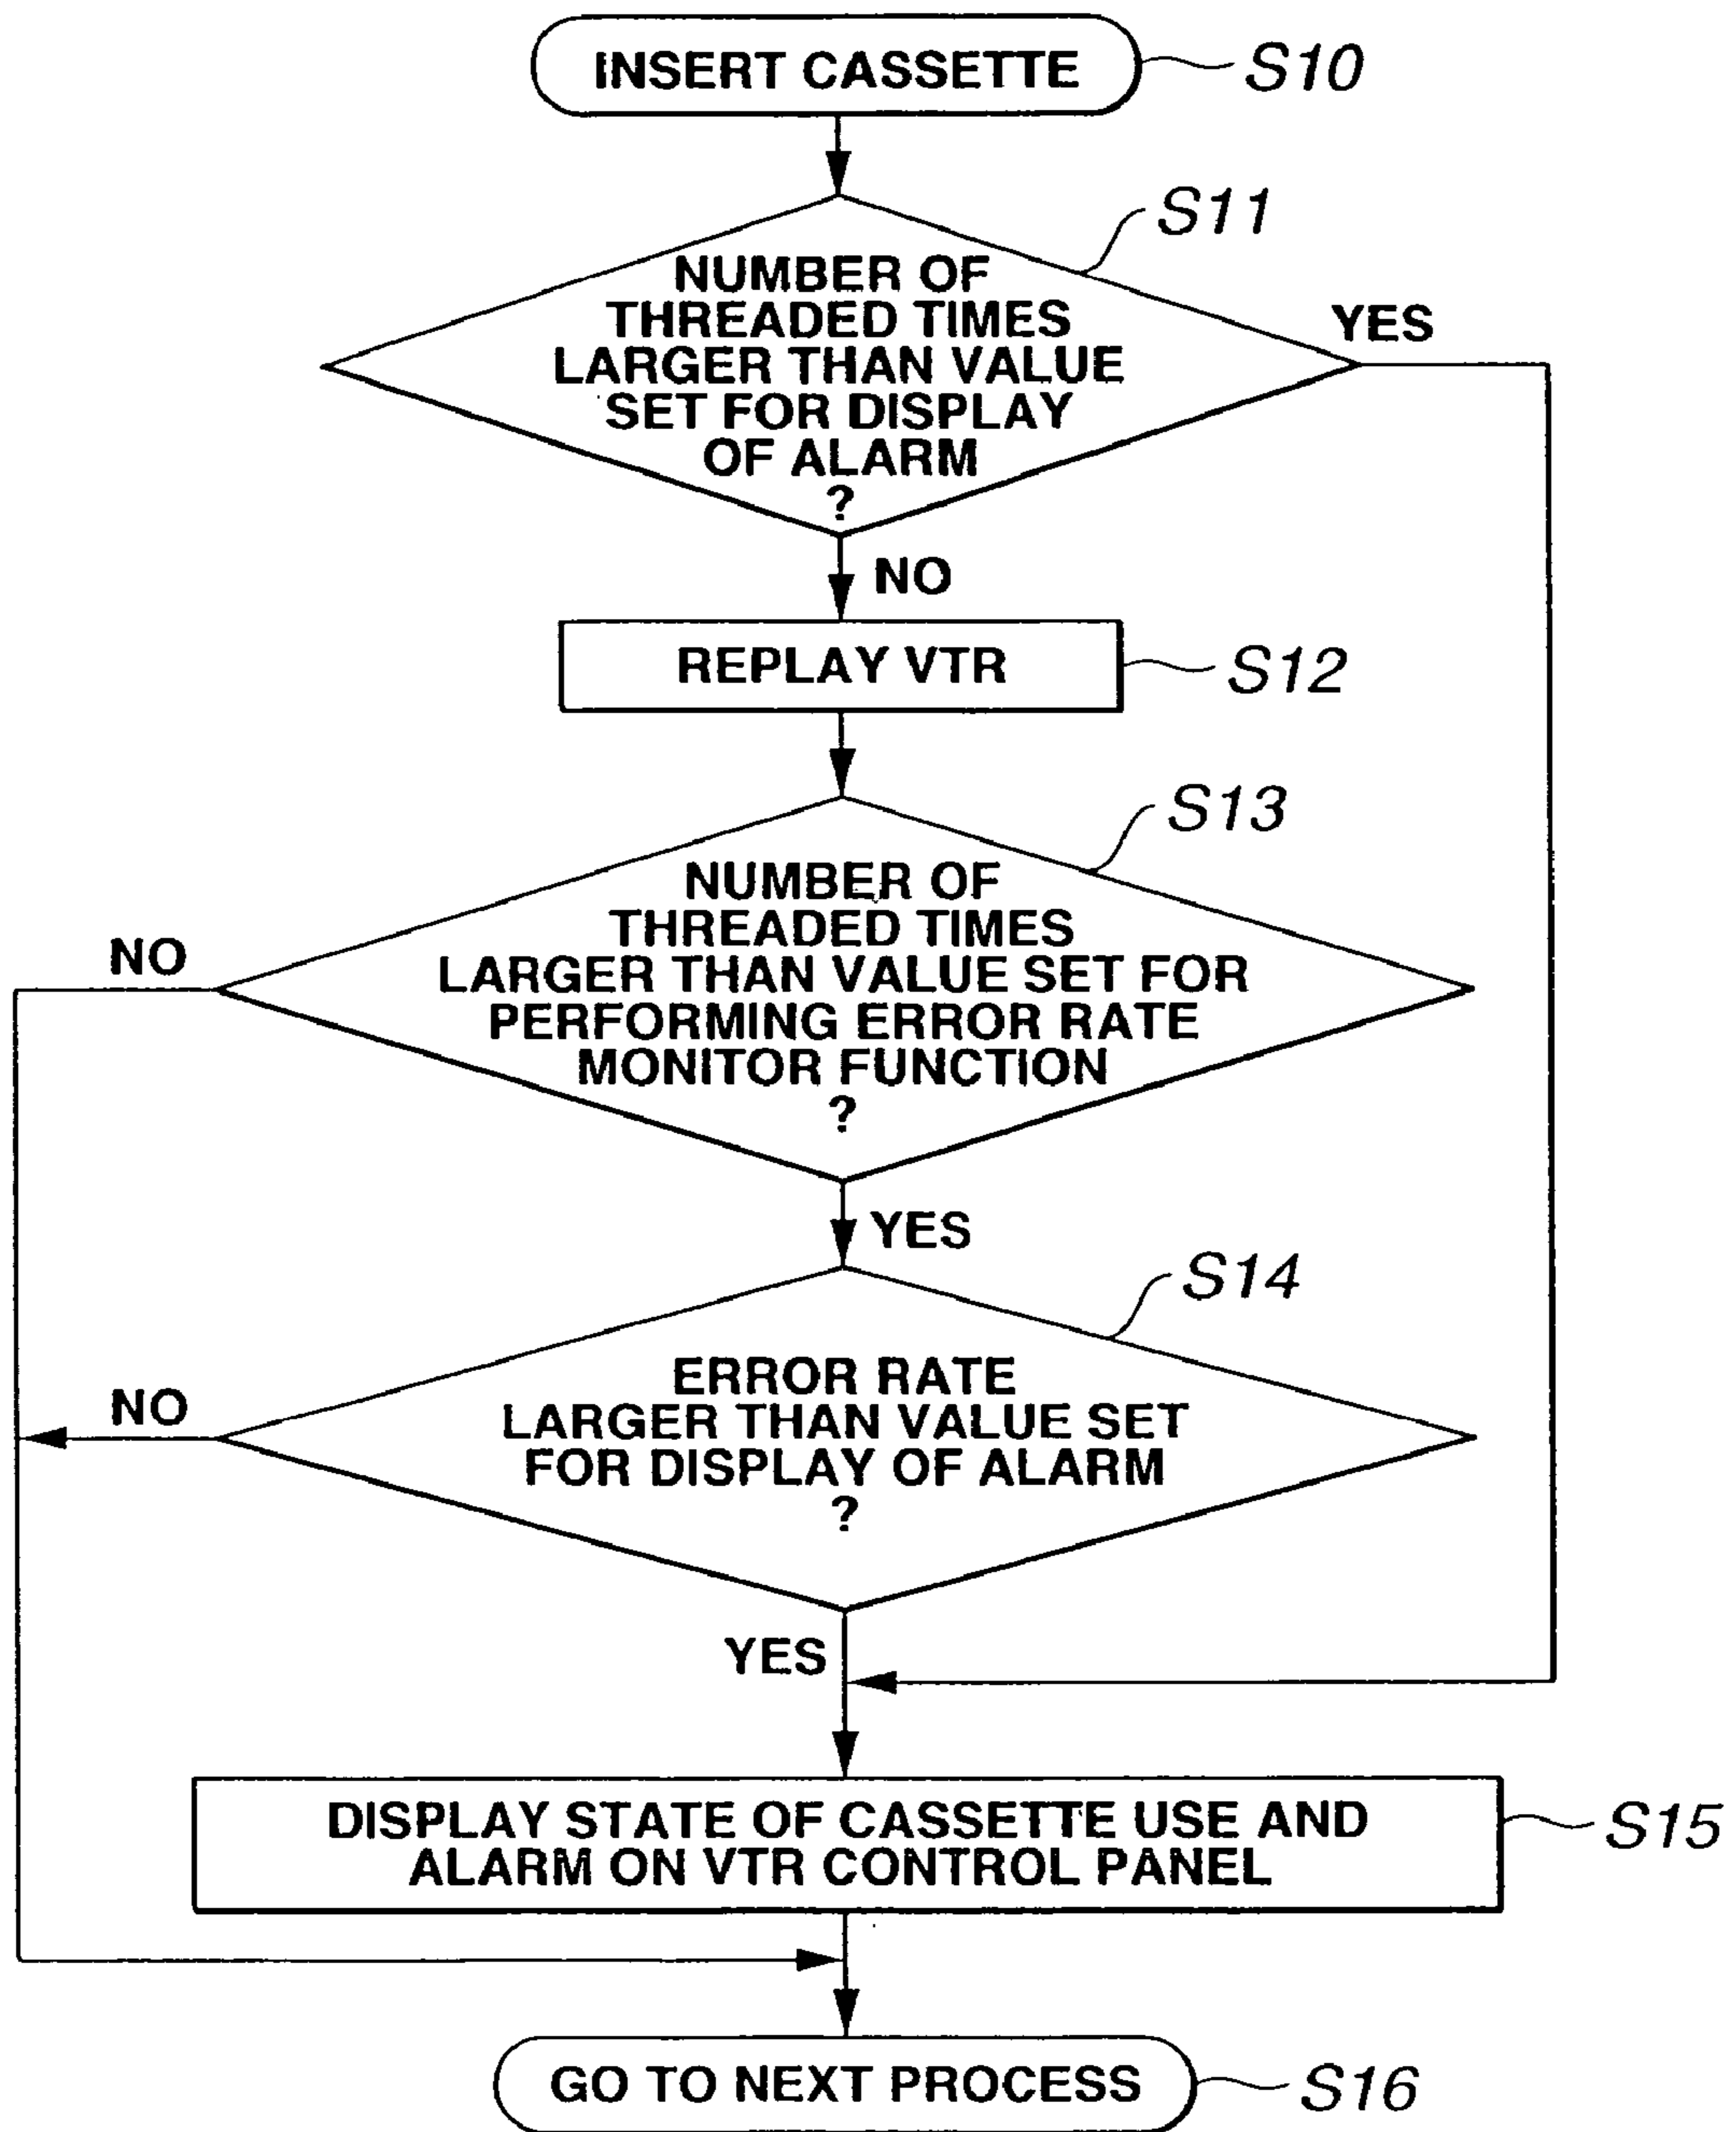 INSERT CASSETTE
S10
S11
NUMBER OF
THREADED TIMES
LARGER THAN VALUE
SET FOR DISPLAY
OF ALARM
?
YES
NO
REPLAY VTR
S12
S13
NUMBER OF
THREADED TIMES
LARGER THAN VALUE SET FOR
PERFORMING ERROR RATE
MONITOR FUNCTION
?
NO
YES
S14
ERROR RATE
LARGER THAN VALUE SET
FOR DISPLAY OF ALARM
?
NO
YES
DISPLAY STATE OF CASSETTE USE AND
ALARM ON VTR CONTROL PANEL
S15
GO TO NEXT PROCESS
S16